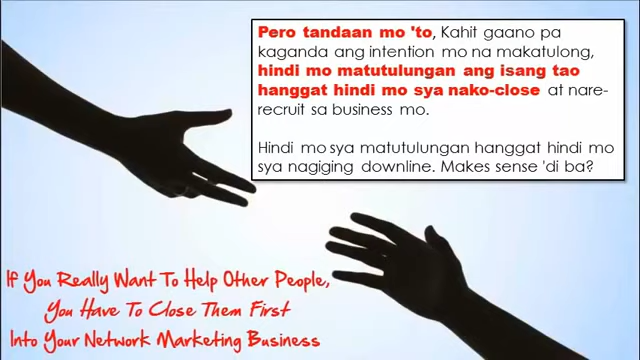 Pero tandaan mo 'to, Kahit gaano pa
kaganda ang intention mo na makatulong,
hindi mo matutulungan ang isang tao
hanggat hindi mo sya nako-close at nare-
recruit sa business mo.
Hindi mo sya matutulungan hanggat hindi mo
sya nagiging downline. Makes sense 'di ba?
If You Really Want To Help Other People,
You Have To Close Them First
Into Your Network Marketing Business